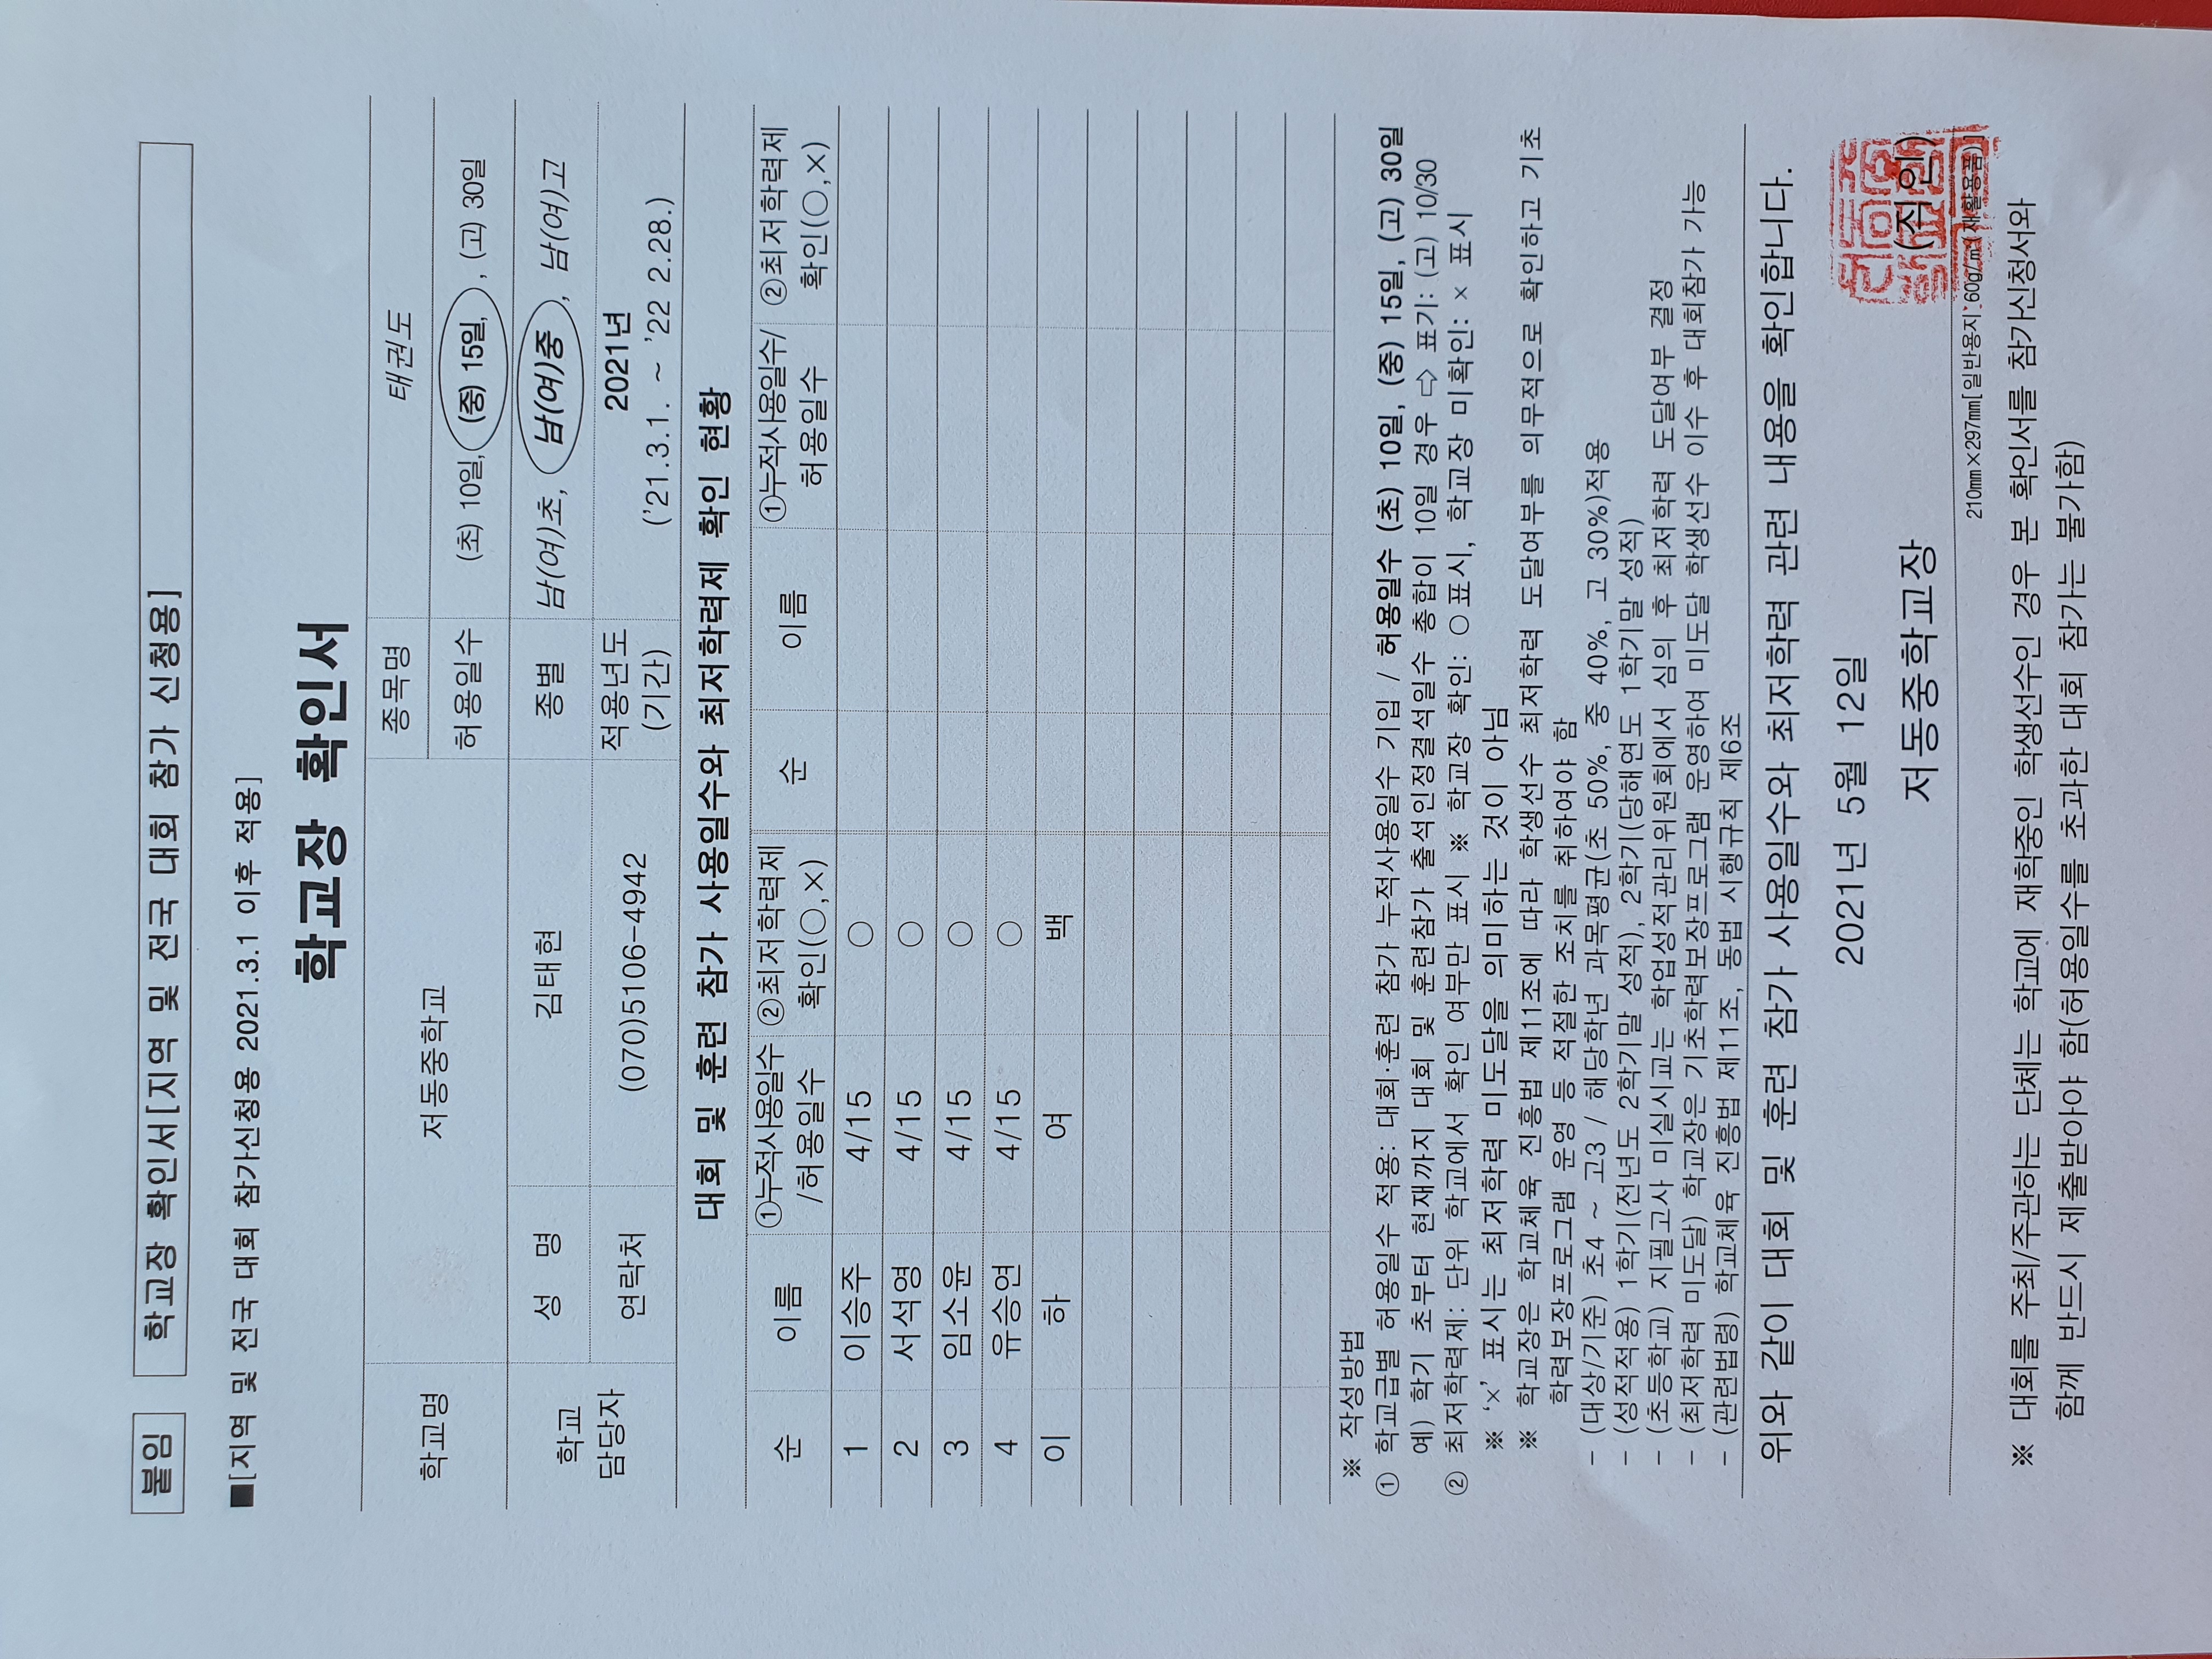 붙임
학교장 확인서[지역 및 전국 대회 참가 신청용]
■[지역 및 전국 대회 참가신청용 2021.3.1 이후 적용]
학교장 확인서
학교명 저동중학교 종목명 태권도
허용일수 (초) 10일, (중) 15일, , (고) 30일
학교 담당자 성 명 김태현 종별 남(여)초, 남(여)중, 남(여)고
연락처 (070)5106-4942 적용년도 (기간) 2021년
('21.3.1. ~ '22 2.28.)
대회 및 훈련 참가 사용일수와 최저학력제 확인 현황
순 이름 ①누적사용일수 /허용일수 ②최저학력제 확인(○,×) 순 이름 ①누적사용일수/ 허용일수 ②최저학력제 확인(○,×)
1 이승주 4/15 ○
2 서석영 4/15 ○
3 임소윤 4/15 ○
4 유승연 4/15 ○
이 하 여 백
※ 작성방법
① 학교급별 허용일수 적용: 대회·훈련 참가 누적사용일수 기입 / 허용일수 (초) 10일, (중) 15일, (고) 30일
예) 학기 초부터 현재까지 대회 및 훈련참가 출석인정결석일수 총합이 10일 경우 ⇨ 표기: (고) 10/30
② 최저학력제: 단위 학교에서 확인 여부만 표시 ※ 학교장 확인: ○ 표시, 학교장 미확인: × 표시
※ '×' 표시는 최저학력 미도달을 의미하는 것이 아님
※ 학교장은 학교체육 진흥법 제11조에 따라 학생선수 최저학력 도달여부를 의무적으로 확인하고 기초
학력보장프로그램 운영 등 적절한 조치를 취하여야 함
- (대상/기준) 초4 ~ 고3 / 해당학년 과목평균(초 50%, 중 40%, 고 30%)적용
- (성적적용) 1학기(전년도 2학기말 성적), 2학기(당해연도 1학기말 성적)
- (초등학교) 지필고사 미실시교는 학업성적관리위원회에서 심의 후 최저학력 도달여부 결정
- (최저학력 미도달) 학교장은 기초학력보장프로그램 운영하여 미도달 학생선수 이수 후 대회참가 가능
- (관련법령) 학교체육 진흥법 제11조, 동법 시행규칙 제6조
위와 같이 대회 및 훈련 참가 사용일수와 최저학력 관련 내용을 확인합니다.
2021년 5월 12일
저동중학교장 (직인)
210㎜×297㎜[일반용지 60g/㎡(재활용품)]
※ 대회를 주최/주관하는 단체는 학교에 재학중인 학생선수인 경우 본 확인서를 참가신청서와
함께 반드시 제출받아야 함(허용일수를 초과한 대회 참가는 불가함)